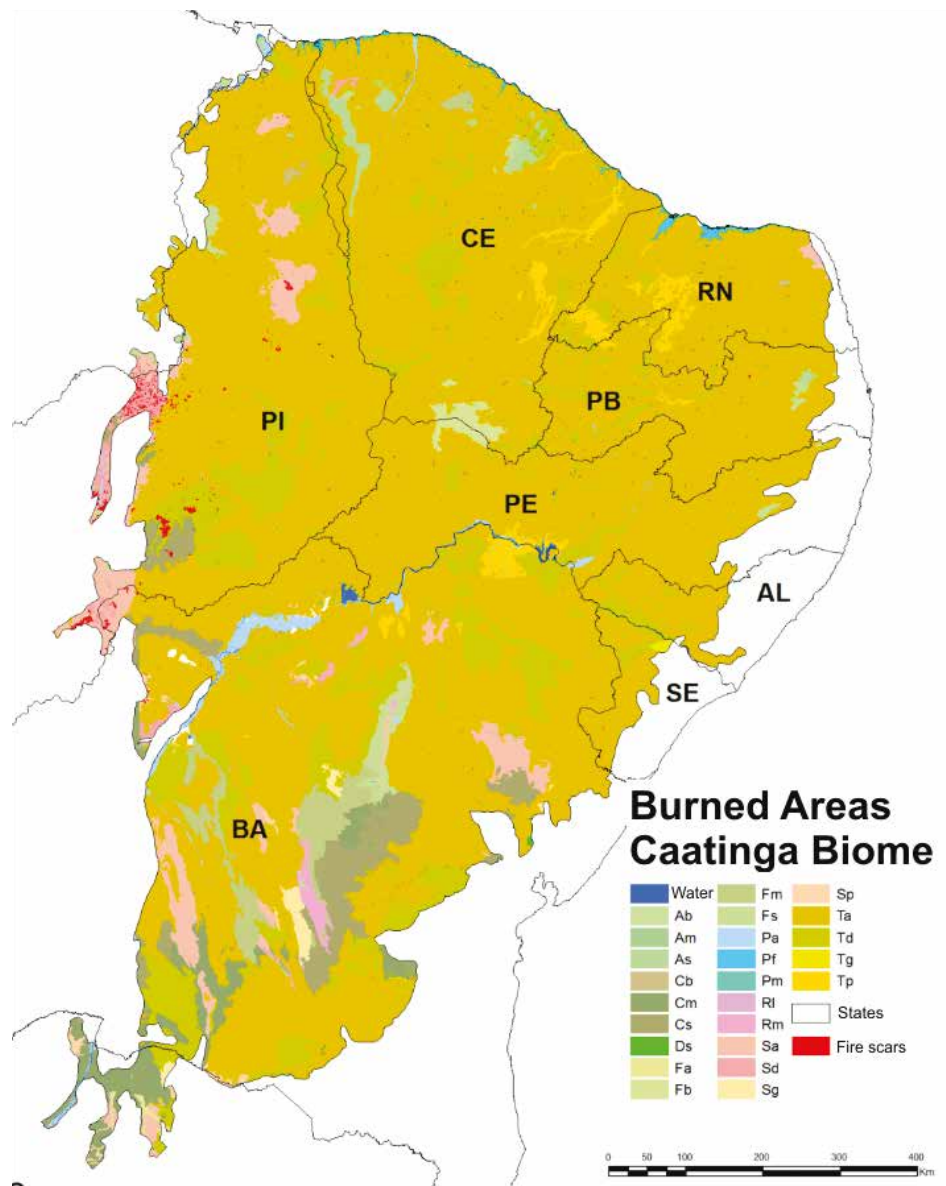 CE
RN
PB
PI
PE
AL
SE
BA
Burned Areas
Caatinga Biome
Water
Ab
Am
As
Cb
Cm
Cs
Ds
Fa
Fb
Fm
Fs
Pa
Pf
Pm
Rl
Rm
Sa
Sd
Sg
Sp
Ta
Td
Tg
Tp
States
Fire scars
0 50 100 200 300 400
Km